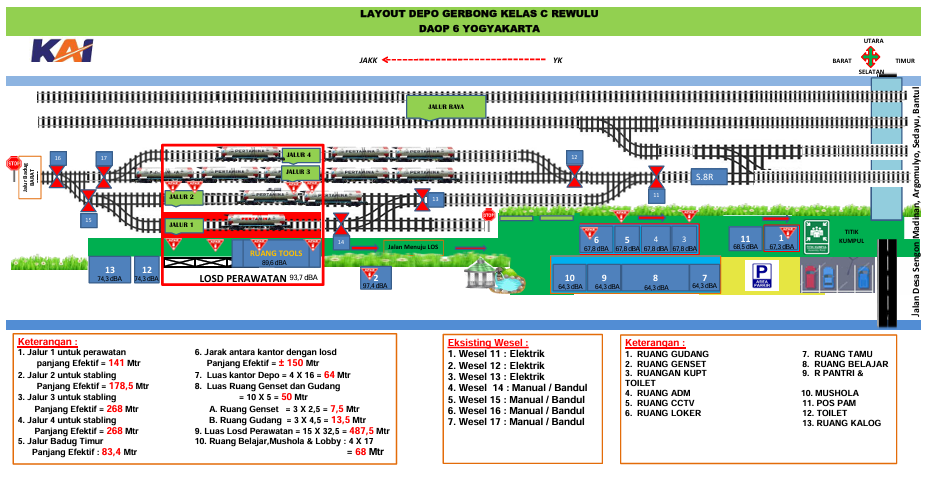 LAYOUT DEPO GERBONG KELAS C REWULU
DAOP 6 YOGYAKARTA
KAI
JAKK
YK
UTARA
BARAT
TIMUR
SELATAN
JALUR RAYA
STOP
Jalur Badug BARAT
16
17
JALUR 4
JALUR 3
JALUR 2
JALUR 1
PERTAMINA
12
13
11
S.BR
15
14
STOP
Jalan Menuju LOS
RUANG TOOLS
89,6 dBA
LOSD PERAWATAN 93,7 dBA
13
74,3 dBA
12
74,3 dBA
97,4 dBA
6
67,8 dBA
5
67,8 dBA
4
67,8 dBA
3
67,8 dBA
11
68,5 dBA
1
67,3 dBA
TITIK
KUMPUL
10
64,3 dBA
9
64,3 dBA
8
64,3 dBA
7
64,3 dBA
P
AREA
PARKIR
Jalan Desa Sengon Madinan, Argomulyo, Sedayu, Bantul
Keterangan :
1. Jalur 1 untuk perawatan
panjang Efektif = 141 Mtr
2. Jalur 2 untuk stabling
Panjang Efektif = 178,5 Mtr
3. Jalur 3 untuk stabling
Panjang Efektif = 268 Mtr
4. Jalur 4 untuk stabling
Panjang Efektif = 268 Mtr
5. Jalur Badug Timur
Panjang Efektif : 83,4 Mtr
6. Jarak antara kantor dengan losd
Panjang Efektif = ± 150 Mtr
7. Luas kantor Depo = 4 X 16 = 64 Mtr
8. Luas Ruang Genset dan Gudang
= 10 X 5 = 50 Mtr
A. Ruang Genset = 3 X 2,5 = 7,5 Mtr
B. Ruang Gudang = 3 X 4,5 = 13,5 Mtr
9. Luas Losd Perawatan = 15 X 32,5 = 487,5 Mtr
10. Ruang Belajar,Mushola & Lobby : 4 X 17
= 68 Mtr
Eksisting Wesel :
1. Wesel 11 : Elektrik
2. Wesel 12 : Elektrik
3. Wesel 13 : Elektrik
4. Wesel 14 : Manual / Bandul
5. Wesel 15 : Manual / Bandul
6. Wesel 16 : Manual / Bandul
7. Wesel 17 : Manual / Bandul
Keterangan :
1. RUANG GUDANG
2. RUANG GENSET
3. RUANGAN KUPT
TOILET
4. RUANG ADM
5. RUANG CCTV
6. RUANG LOKER
7. RUANG TAMU
8. RUANG BELAJAR
9. R PANTRI &
10. MUSHOLA
11. POS PAM
12. TOILET
13. RUANG KALOG